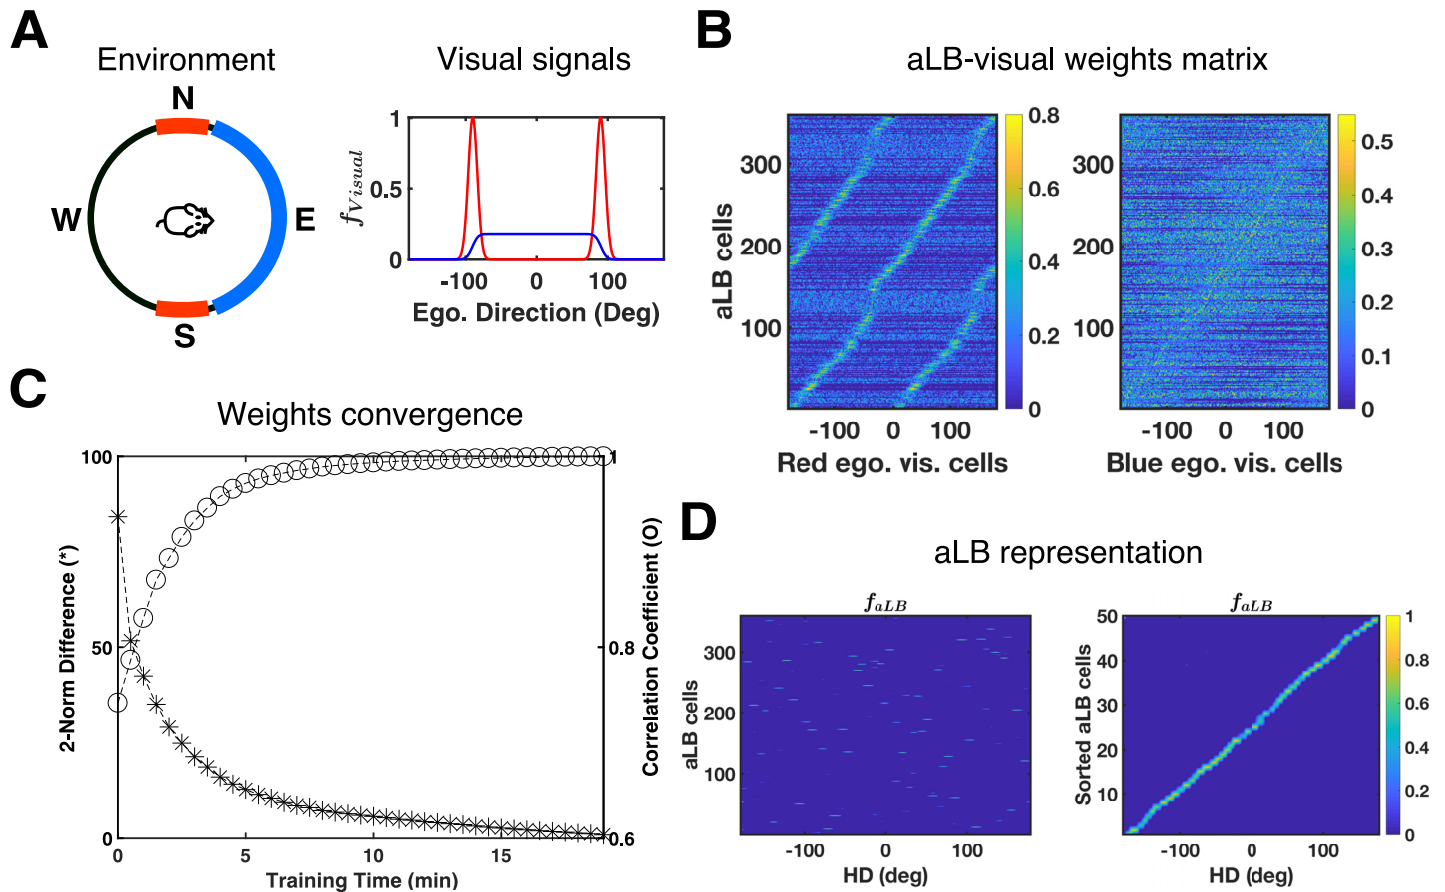 A
Environment
N
W
E
S
Visual signals
1
0.5
0
f_Visual
-100 0 100
Ego. Direction (Deg)
B
aLB-visual weights matrix
aLB cells
300
200
100
-100 0 100
Red ego. vis. cells
0.8
0.6
0.4
0.2
0
300
200
100
-100 0 100
Blue ego. vis. cells
0.5
0.4
0.3
0.2
0.1
0
C
Weights convergence
2-Norm Difference (*)
100
50
0
0 5 10 15
Training Time (min)
1
0.8
0.6
Correlation Coefficient (O)
D
aLB representation
f_aLB
aLB cells
300
200
100
-100 0 100
HD (deg)
f_aLB
Sorted aLB cells
50
40
30
20
10
-100 0 100
HD (deg)
1
0.8
0.6
0.4
0.2
0